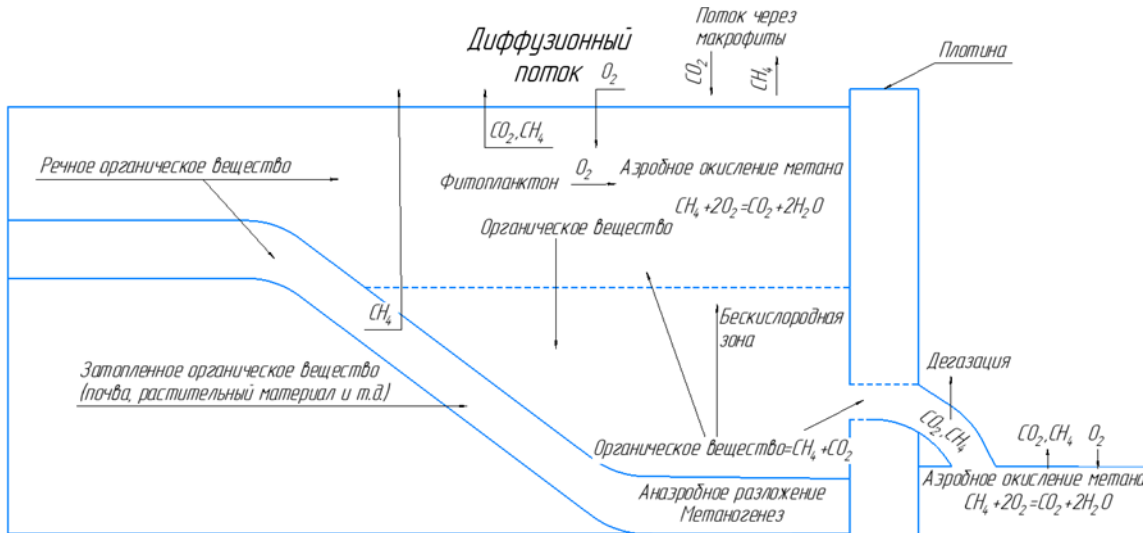 Поток через
макрофиты
Диффузионный
поток
O₂
CO₂
CH₄
Плотина
CO₂,CH₄
Речное органическое вещество
Фитопланктон
O₂
Аэробное окисление метана
CH₄+2O₂=CO₂+2H₂O
Органическое вещество
CH₄
Бескислородная
зона
Затопленное органическое вещество
(почва, растительный материал и т.д.)
Дегазация
CO₂,CH₄
Органическое вещество=CH₄+CO₂
CO₂,CH₄
O₂
Анаэробное разложение
Метаногенез
Аэробное окисление метана
CH₄+2O₂=CO₂+2H₂O